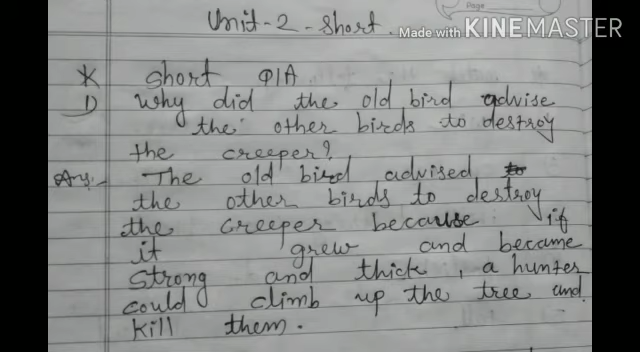 Page
Unit-2-Short.
Made with KINEMASTER
* Short Q/A
1) Why did the old bird advise
the other birds to destroy
the creeper?
Ans:- The old bird advised
the other birds to destroy
the creeper because if
it grew and became
strong and thick, a hunter
could climb up the tree and
kill them.